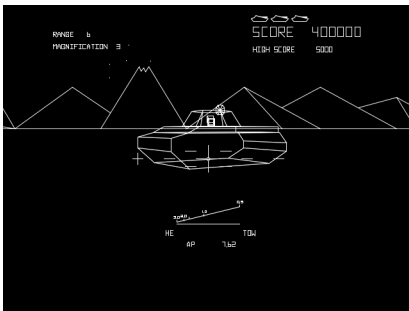 RANGE 6
MAGNIFICATION 3
SCORE 400000
HIGH SCORE 5000
HE TOW
AP 7.62